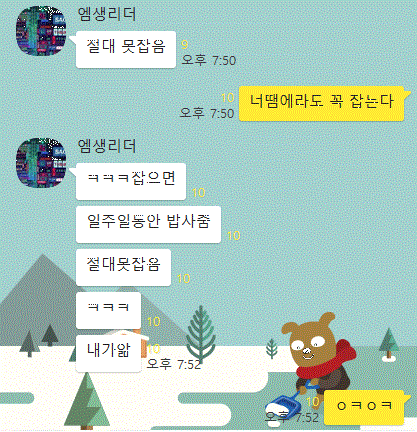 엠생리더
절대 못잡음
9
오후 7:50
10
오후 7:50
너땜에라도 꼭 잡는다
엠생리더
ㅋㅋㅋ잡으면
10
일주일동안 밥사줌
10
절대못잡음
10
ㅋㅋㅋ
10
내가앎
10
오후 7:52
10
오후 7:52
ㅇㅋㅇㅋ